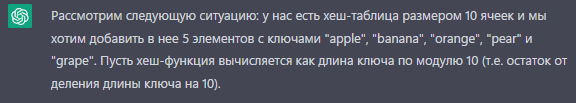 Рассмотрим следующую ситуацию: у нас есть хеш-таблица размером 10 ячеек и мы
хотим добавить в нее 5 элементов с ключами "apple", "banana", "orange", "pear" и
"grape". Пусть хеш-функция вычисляется как длина ключа по модулю 10 (т.е. остаток от
деления длины ключа на 10).